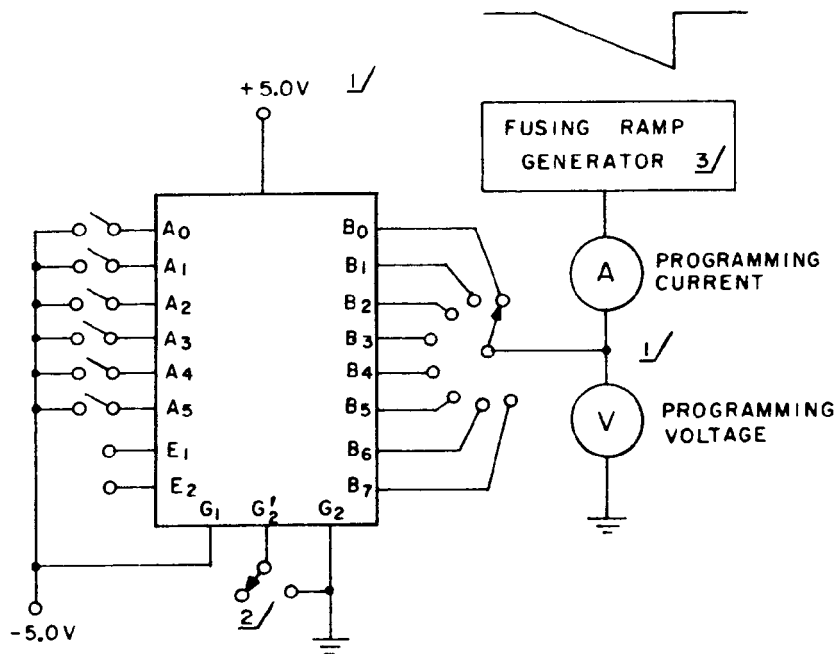 +5.0V 1/
FUSING RAMP
GENERATOR 3/
A0
A1
A2
A3
A4
A5
E1
E2
G1 G2' G2
B0
B1
B2
B3
B4
B5
B6
B7
A
PROGRAMMING
CURRENT
1/
V
PROGRAMMING
VOLTAGE
2/
-5.0V